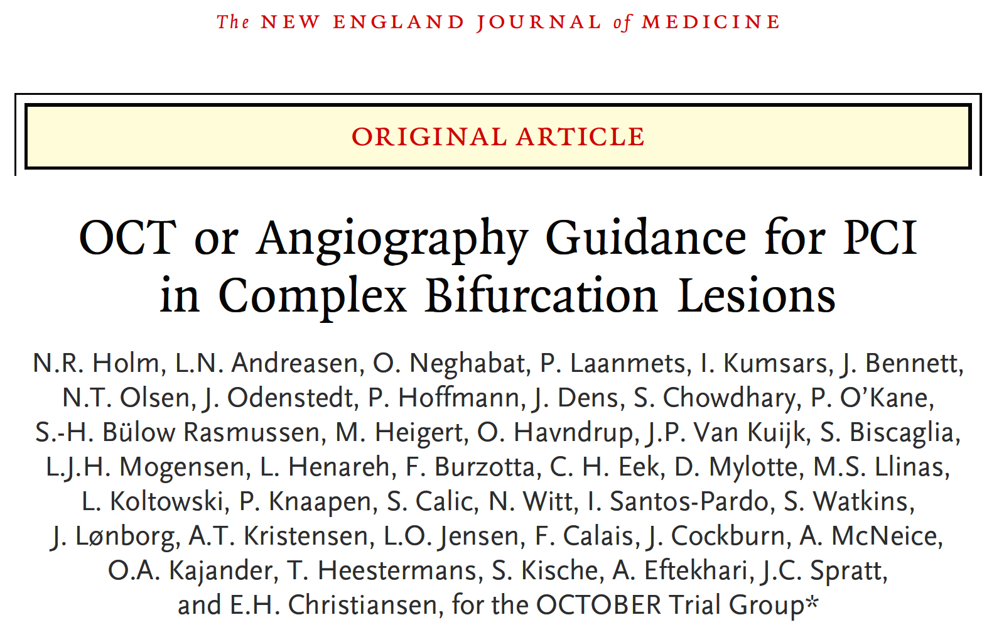 The NEW ENGLAND JOURNAL of MEDICINE
ORIGINAL ARTICLE
OCT or Angiography Guidance for PCI
in Complex Bifurcation Lesions
N.R. Holm, L.N. Andreasen, O. Neghabat, P. Laanmets, I. Kumsars, J. Bennett,
N.T. Olsen, J. Odenstedt, P. Hoffmann, J. Dens, S. Chowdhary, P. O’Kane,
S.-H. Bülow Rasmussen, M. Heigert, O. Havndrup, J.P. Van Kuijk, S. Biscaglia,
L.J.H. Mogensen, L. Henareh, F. Burzotta, C. H. Eek, D. Mylotte, M.S. Llinas,
L. Koltowski, P. Knaapen, S. Calic, N. Witt, I. Santos-Pardo, S. Watkins,
J. Lønborg, A.T. Kristensen, L.O. Jensen, F. Calais, J. Cockburn, A. McNeice,
O.A. Kajander, T. Heestermans, S. Kische, A. Eftekhari, J.C. Spratt,
and E.H. Christiansen, for the OCTOBER Trial Group*